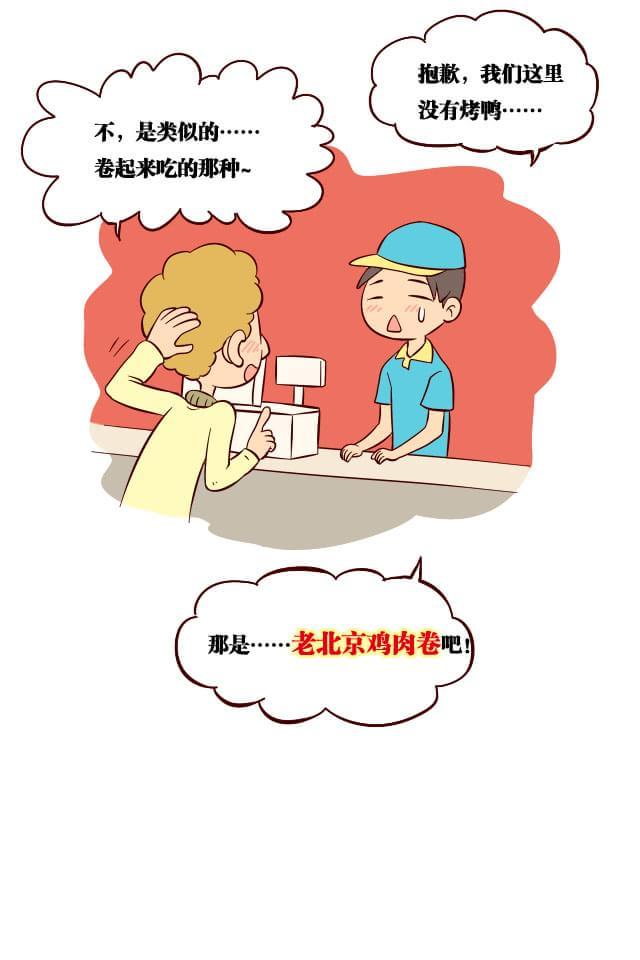 抱歉，我们这里
没有烤鸭……
不，是类似的……
卷起来吃的那种~
那是……老北京鸡肉卷吧！